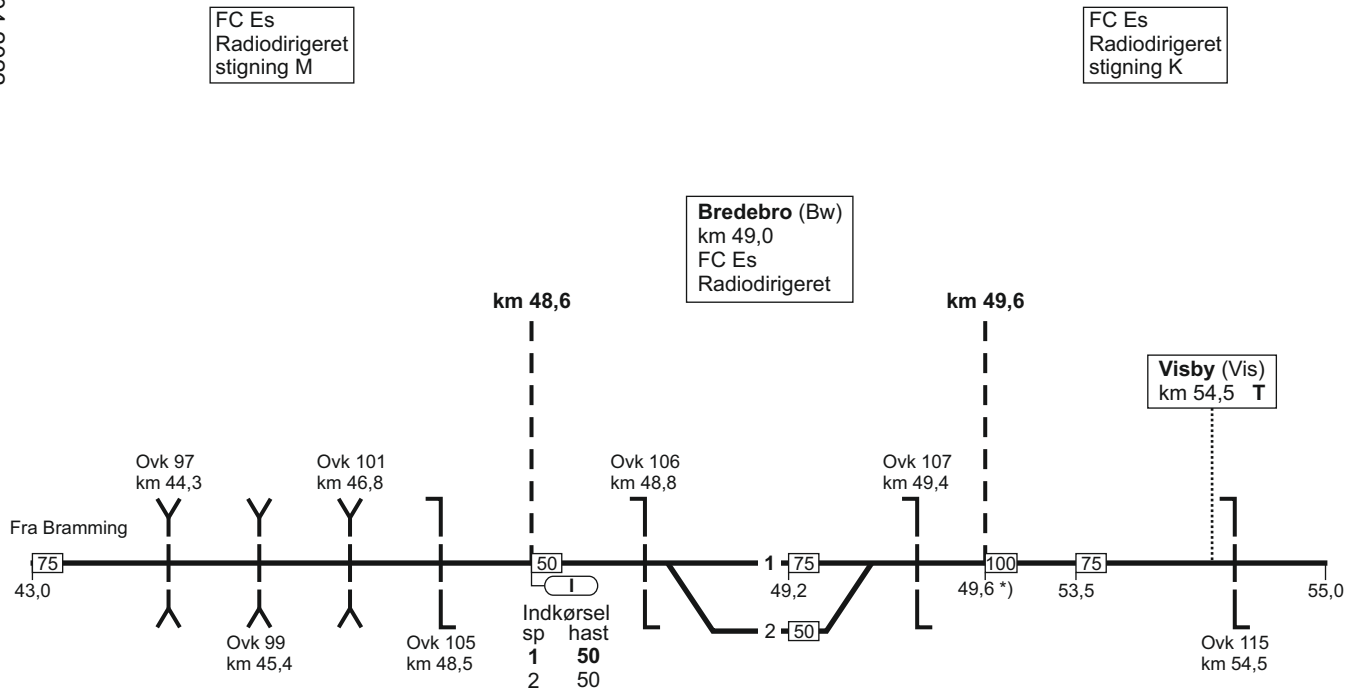 FC Es
Radiodirigeret
stigning M
FC Es
Radiodirigeret
stigning K
Bredebro (Bw)
km 49,0
FC Es
Radiodirigeret
km 48,6
km 49,6
Visby (Vis)
km 54,5 T
Ovk 97
km 44,3
Ovk 101
km 46,8
Ovk 106
km 48,8
Ovk 107
km 49,4
Fra Bramming
75
50
1 75
100
75
43,0
I
49,2
49,6 *)
53,5
55,0
Indkørsel
sp hast
1 50
2 50
2 50
Ovk 99
km 45,4
Ovk 105
km 48,5
Ovk 115
km 54,5